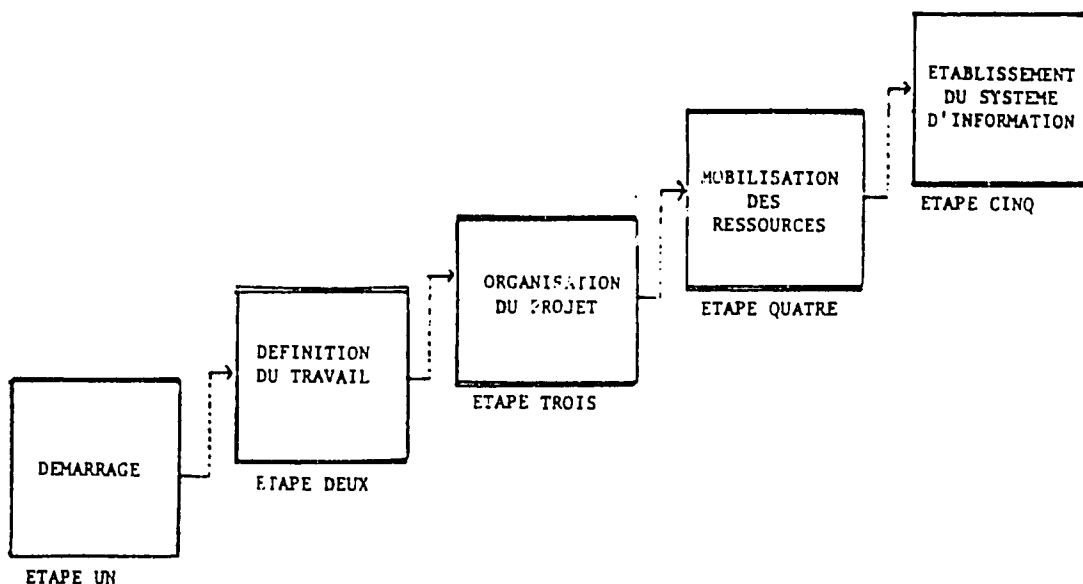 DEMARRAGE
ETAPE UN
DEFINITION
DU TRAVAIL
ETAPE DEUX
ORGANISATION
DU PROJET
ETAPE TROIS
MOBILISATION
DES
RESSOURCES
ETAPE QUATRE
ETABLISSEMENT
DU SYSTEME
D'INFORMATION
ETAPE CINQ